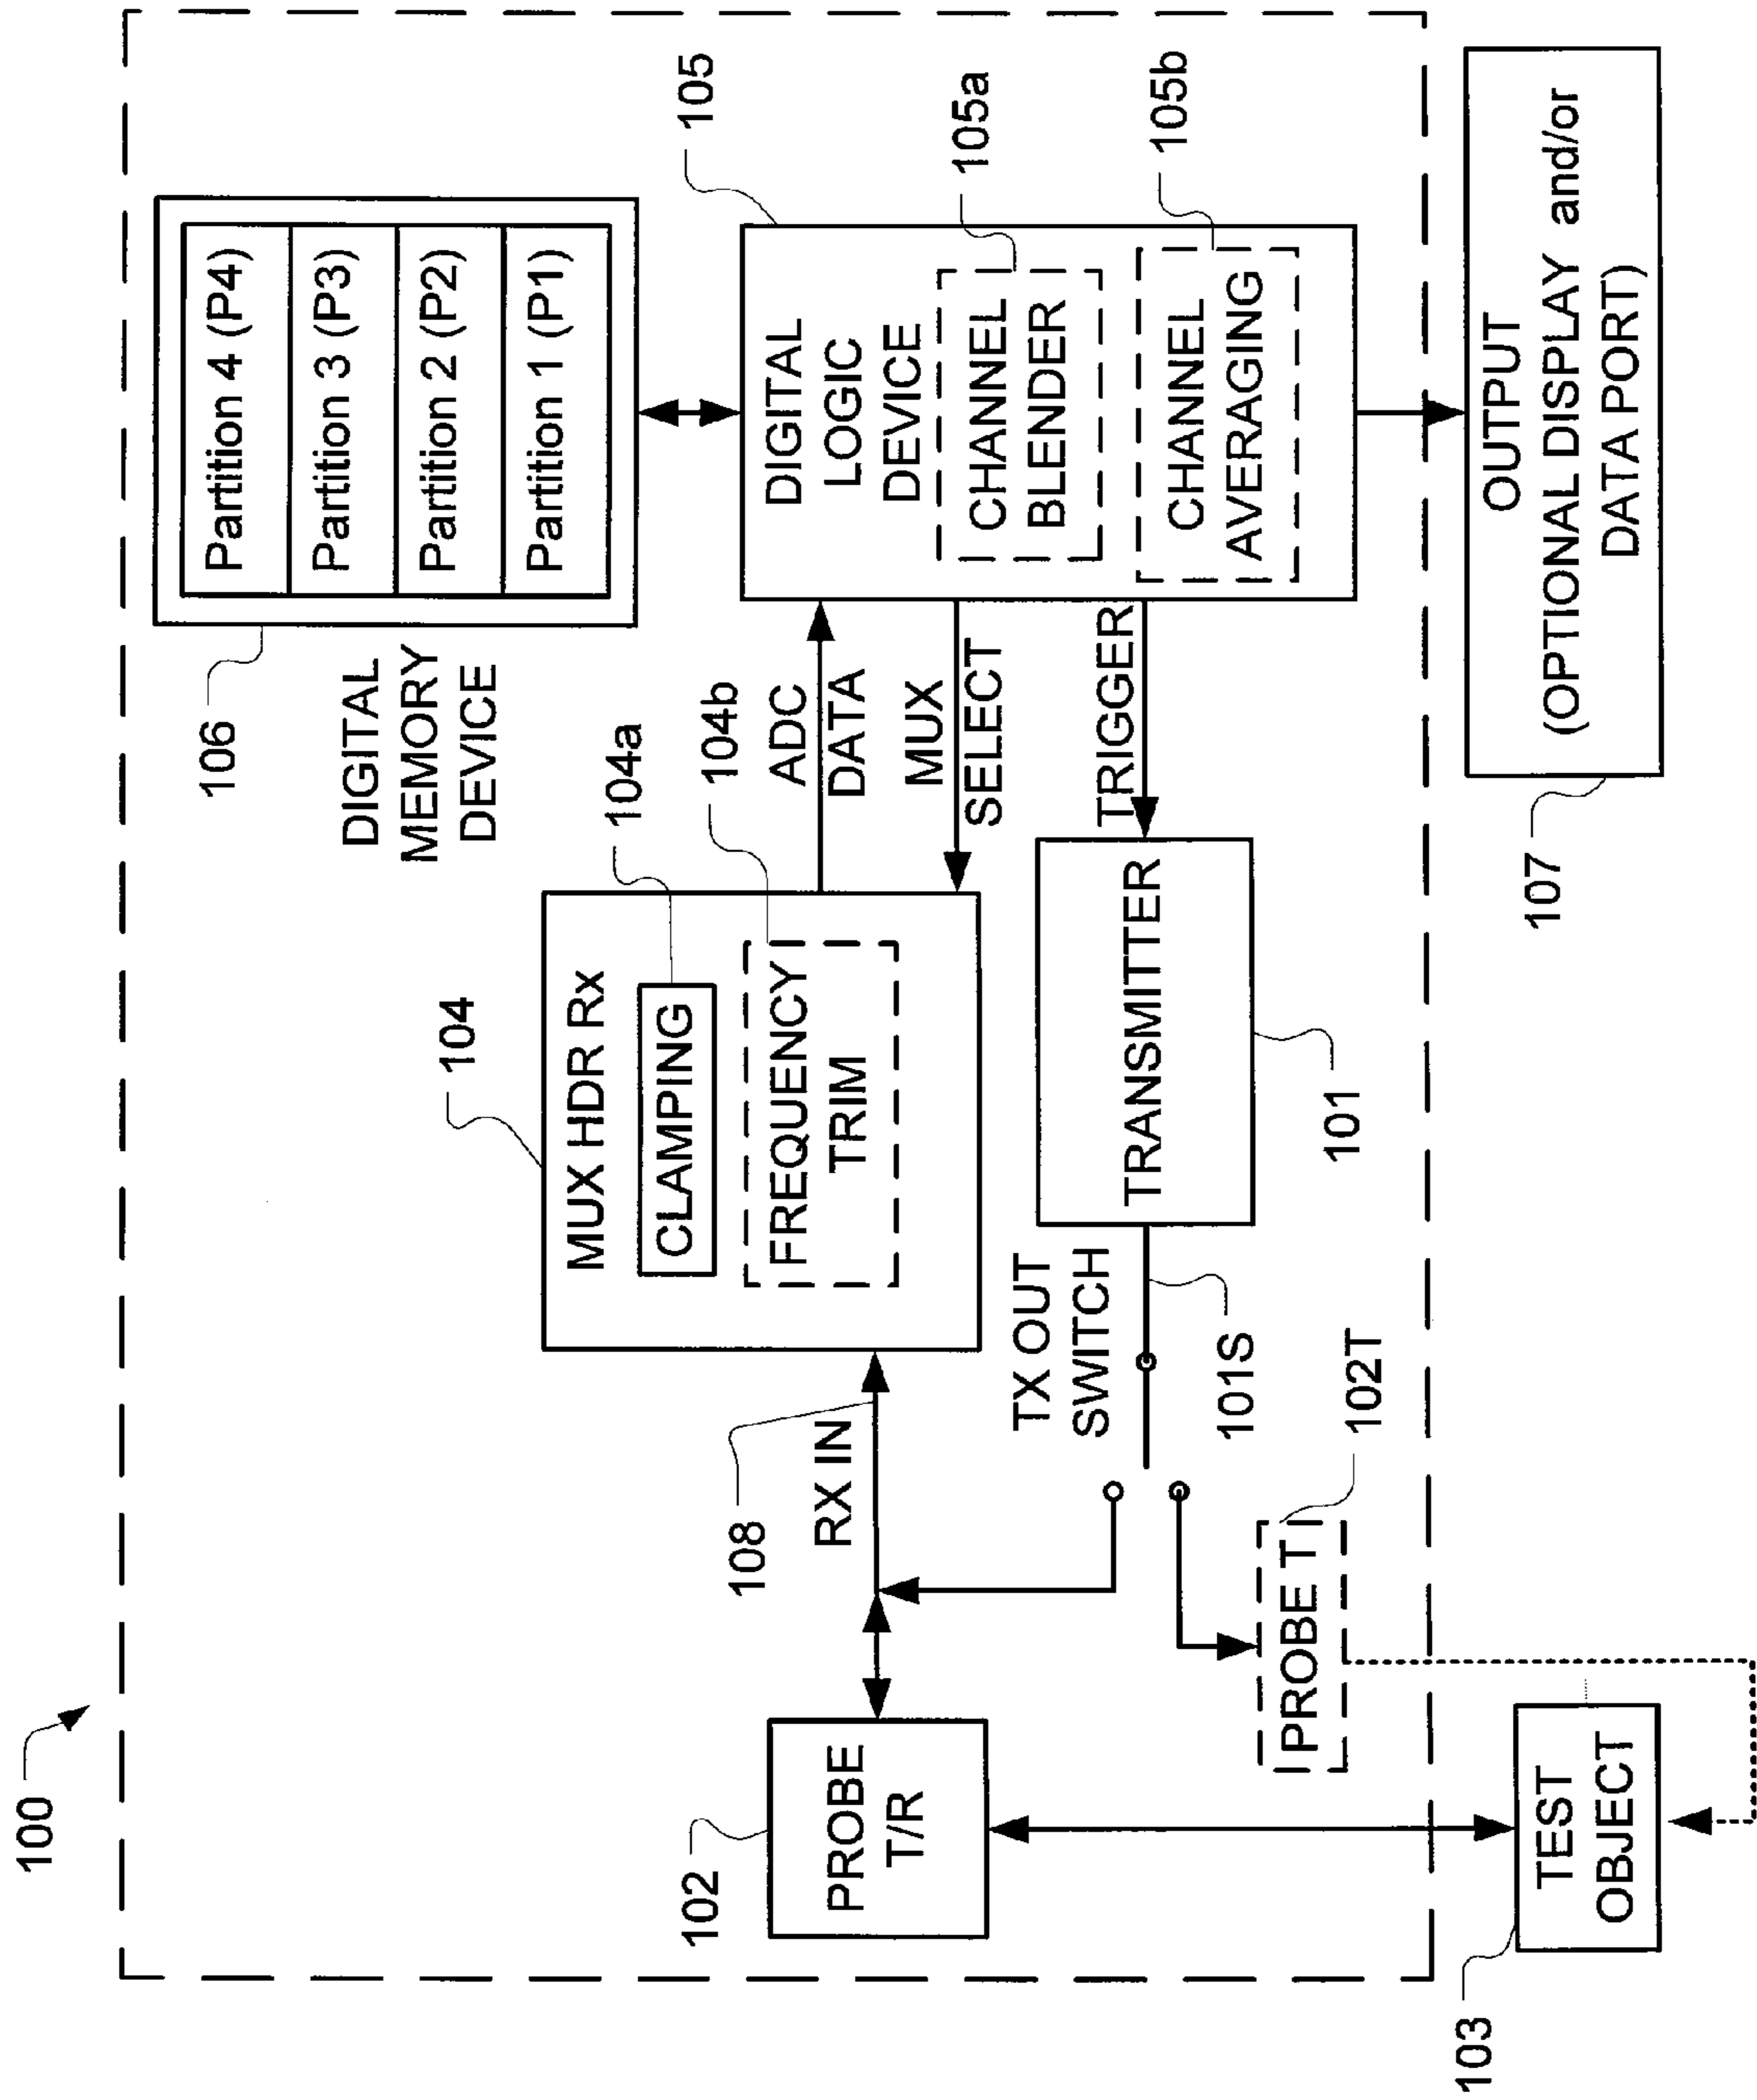 100
106
Partition 4 (P4)
Partition 3 (P3)
Partition 2 (P2)
Partition 1 (P1)
DIGITAL
MEMORY
DEVICE
104
MUX HDR Rx
CLAMPING
104a
FREQUENCY
TRIM
104b
ADC
DATA
MUX
SELECT
TRIGGER
105
DIGITAL
LOGIC
DEVICE
CHANNEL
BLENDER
105a
CHANNEL
AVERAGING
105b
102
PROBE
T/R
108
RX IN
TX OUT
SWITCH
101S
TRANSMITTER
101
PROBE T
102T
103
TEST
OBJECT
107
OUTPUT
(OPTIONAL DISPLAY and/or
DATA PORT)